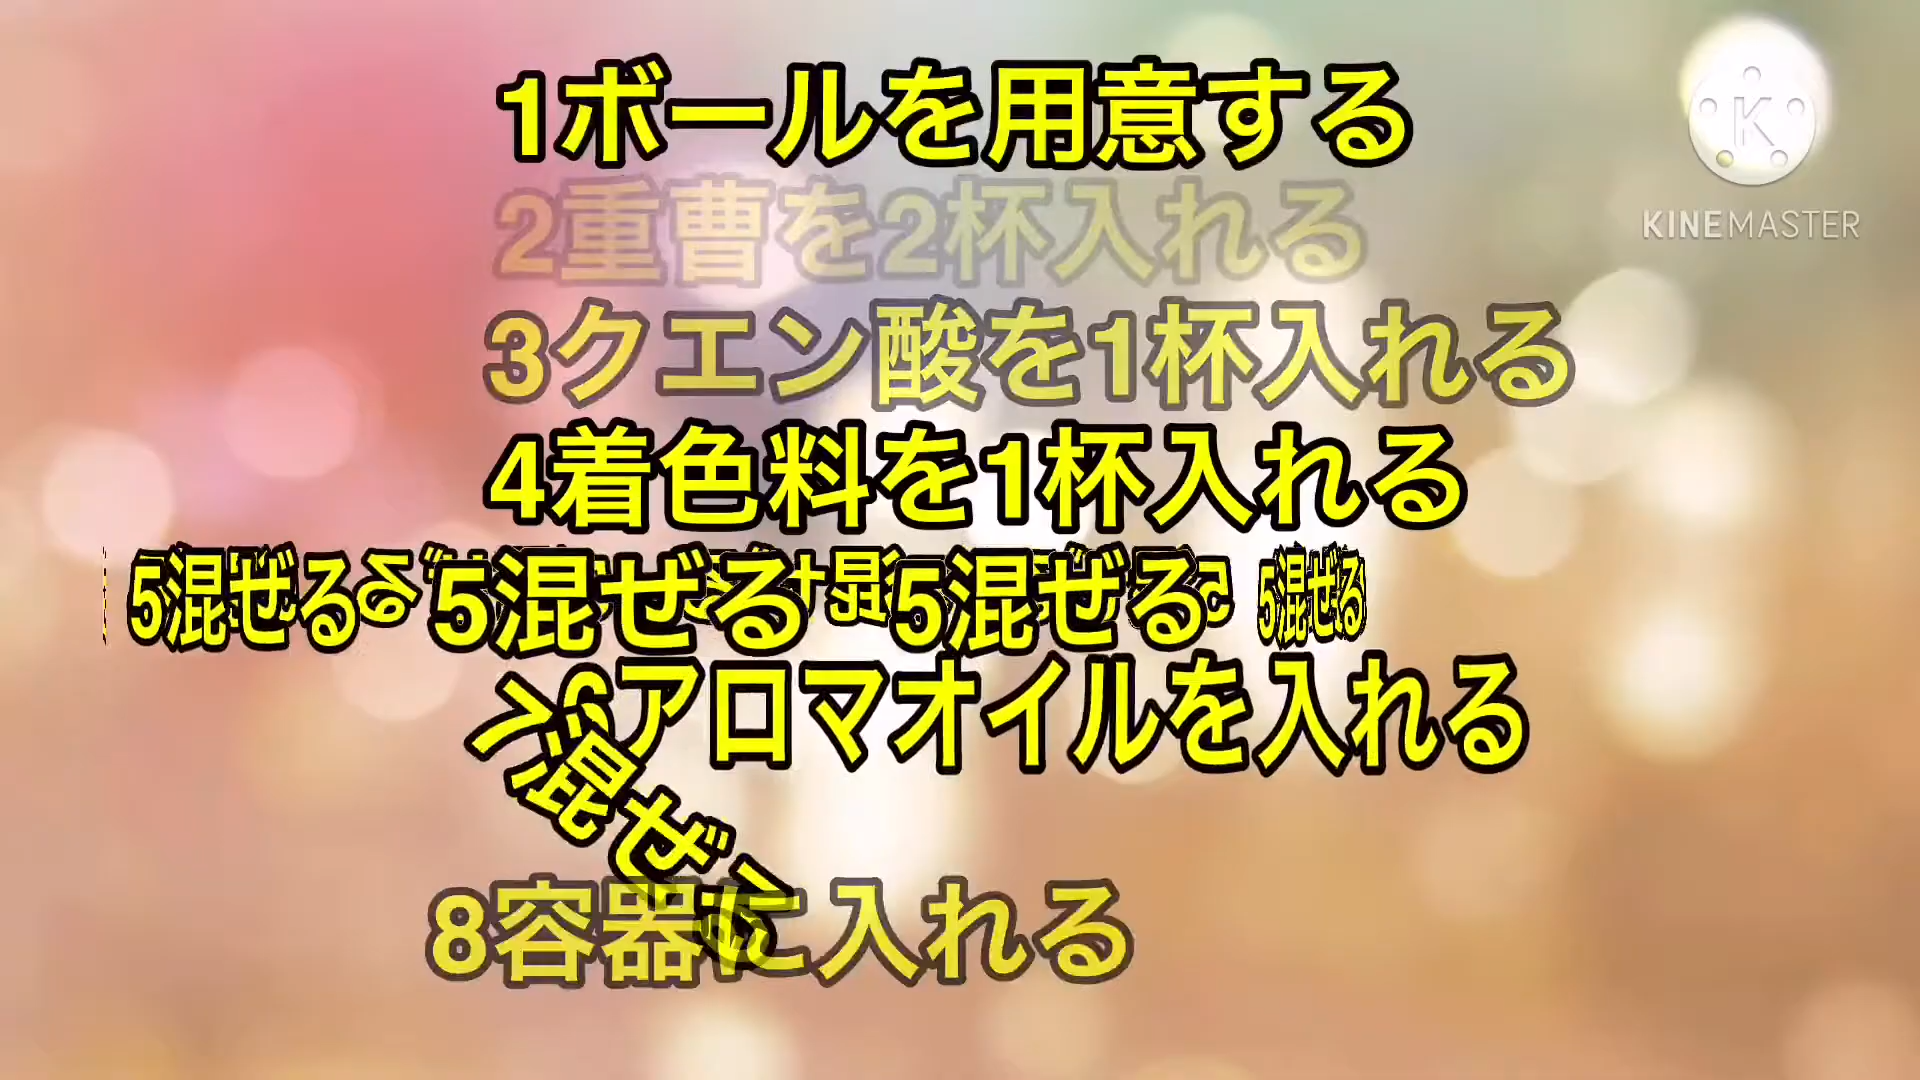 1ボールを用意する
KINEMASTER
2重曹を2杯入れる
3クエン酸を1杯入れる
4着色料を1杯入れる
5混ぜる 5混ぜる 5混ぜる 5混ぜる
6アロマオイルを入れる
7混ぜる
8容器に入れる